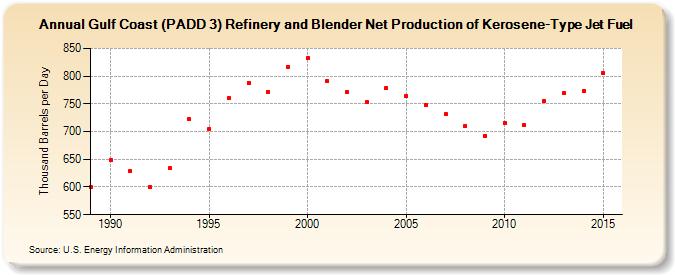 Annual Gulf Coast (PADD 3) Refinery and Blender Net Production of Kerosene-Type Jet Fuel
Thousand Barrels per Day
850
800
750
700
650
600
550
1990 1995 2000 2005 2010 2015
Source: U.S. Energy Information Administration